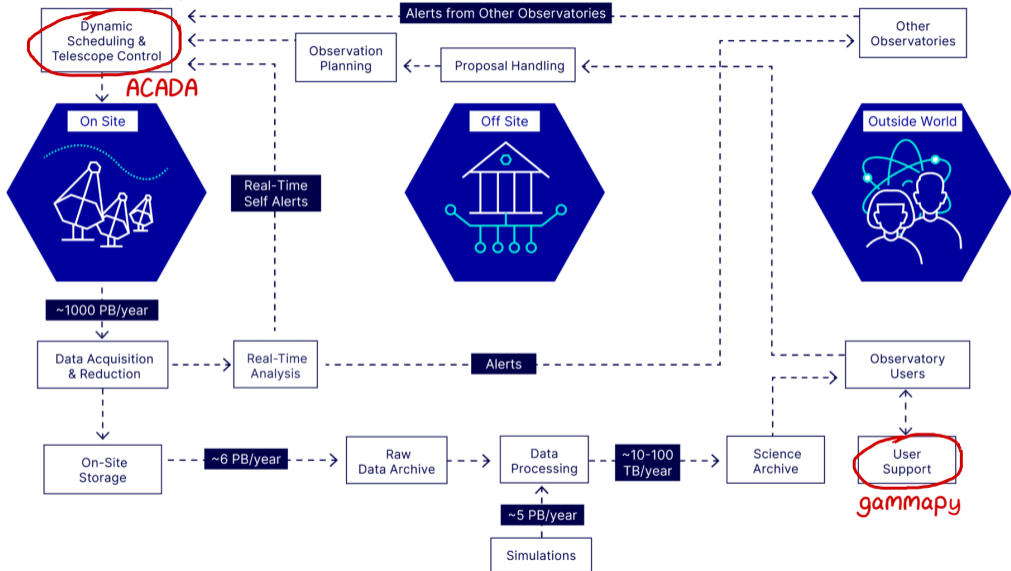 Alerts from Other Observatories
Dynamic
Scheduling &
Telescope Control
ACADA
Observation
Planning
Proposal Handling
Other
Observatories
On Site
Off Site
Outside World
Real-Time
Self Alerts
~1000 PB/year
Data Acquisition
& Reduction
Real-Time
Analysis
Alerts
Observatory
Users
On-Site
Storage
~6 PB/year
Raw
Data Archive
Data
Processing
~10-100
TB/year
Science
Archive
User
Support
gammapy
~5 PB/year
Simulations